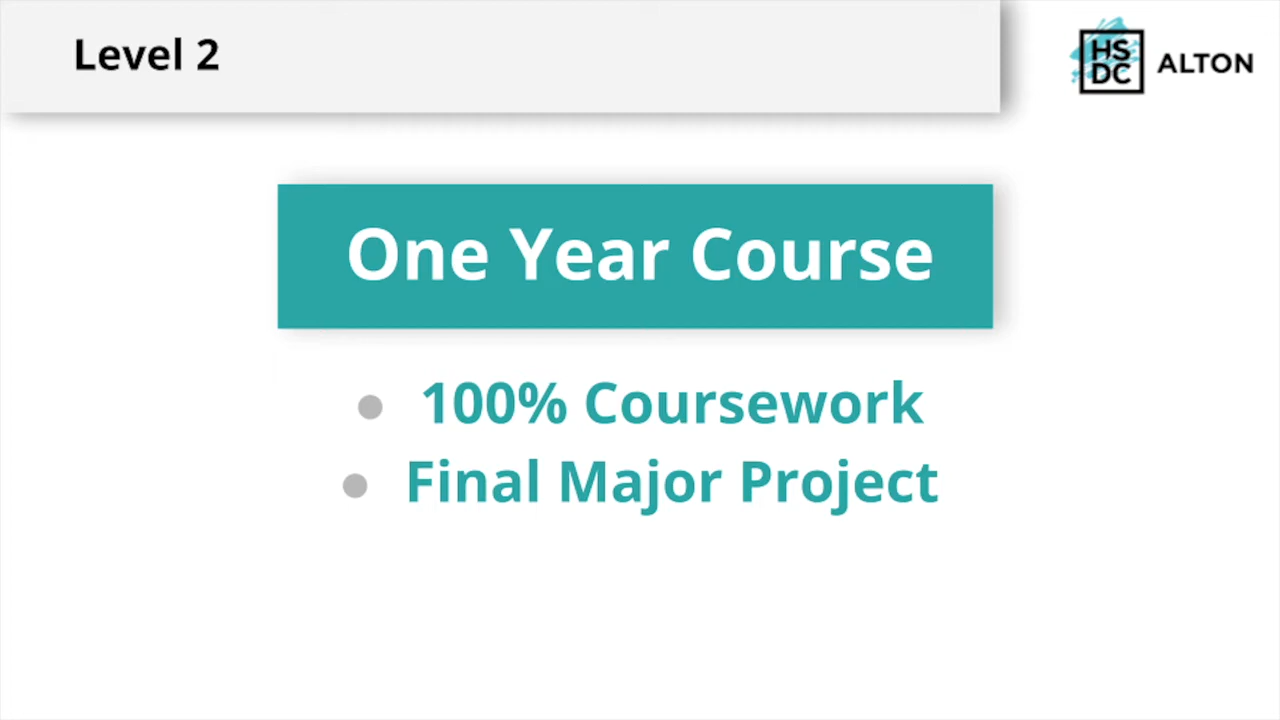 Level 2
HS
DC
ALTON
One Year Course
● 100% Coursework
● Final Major Project